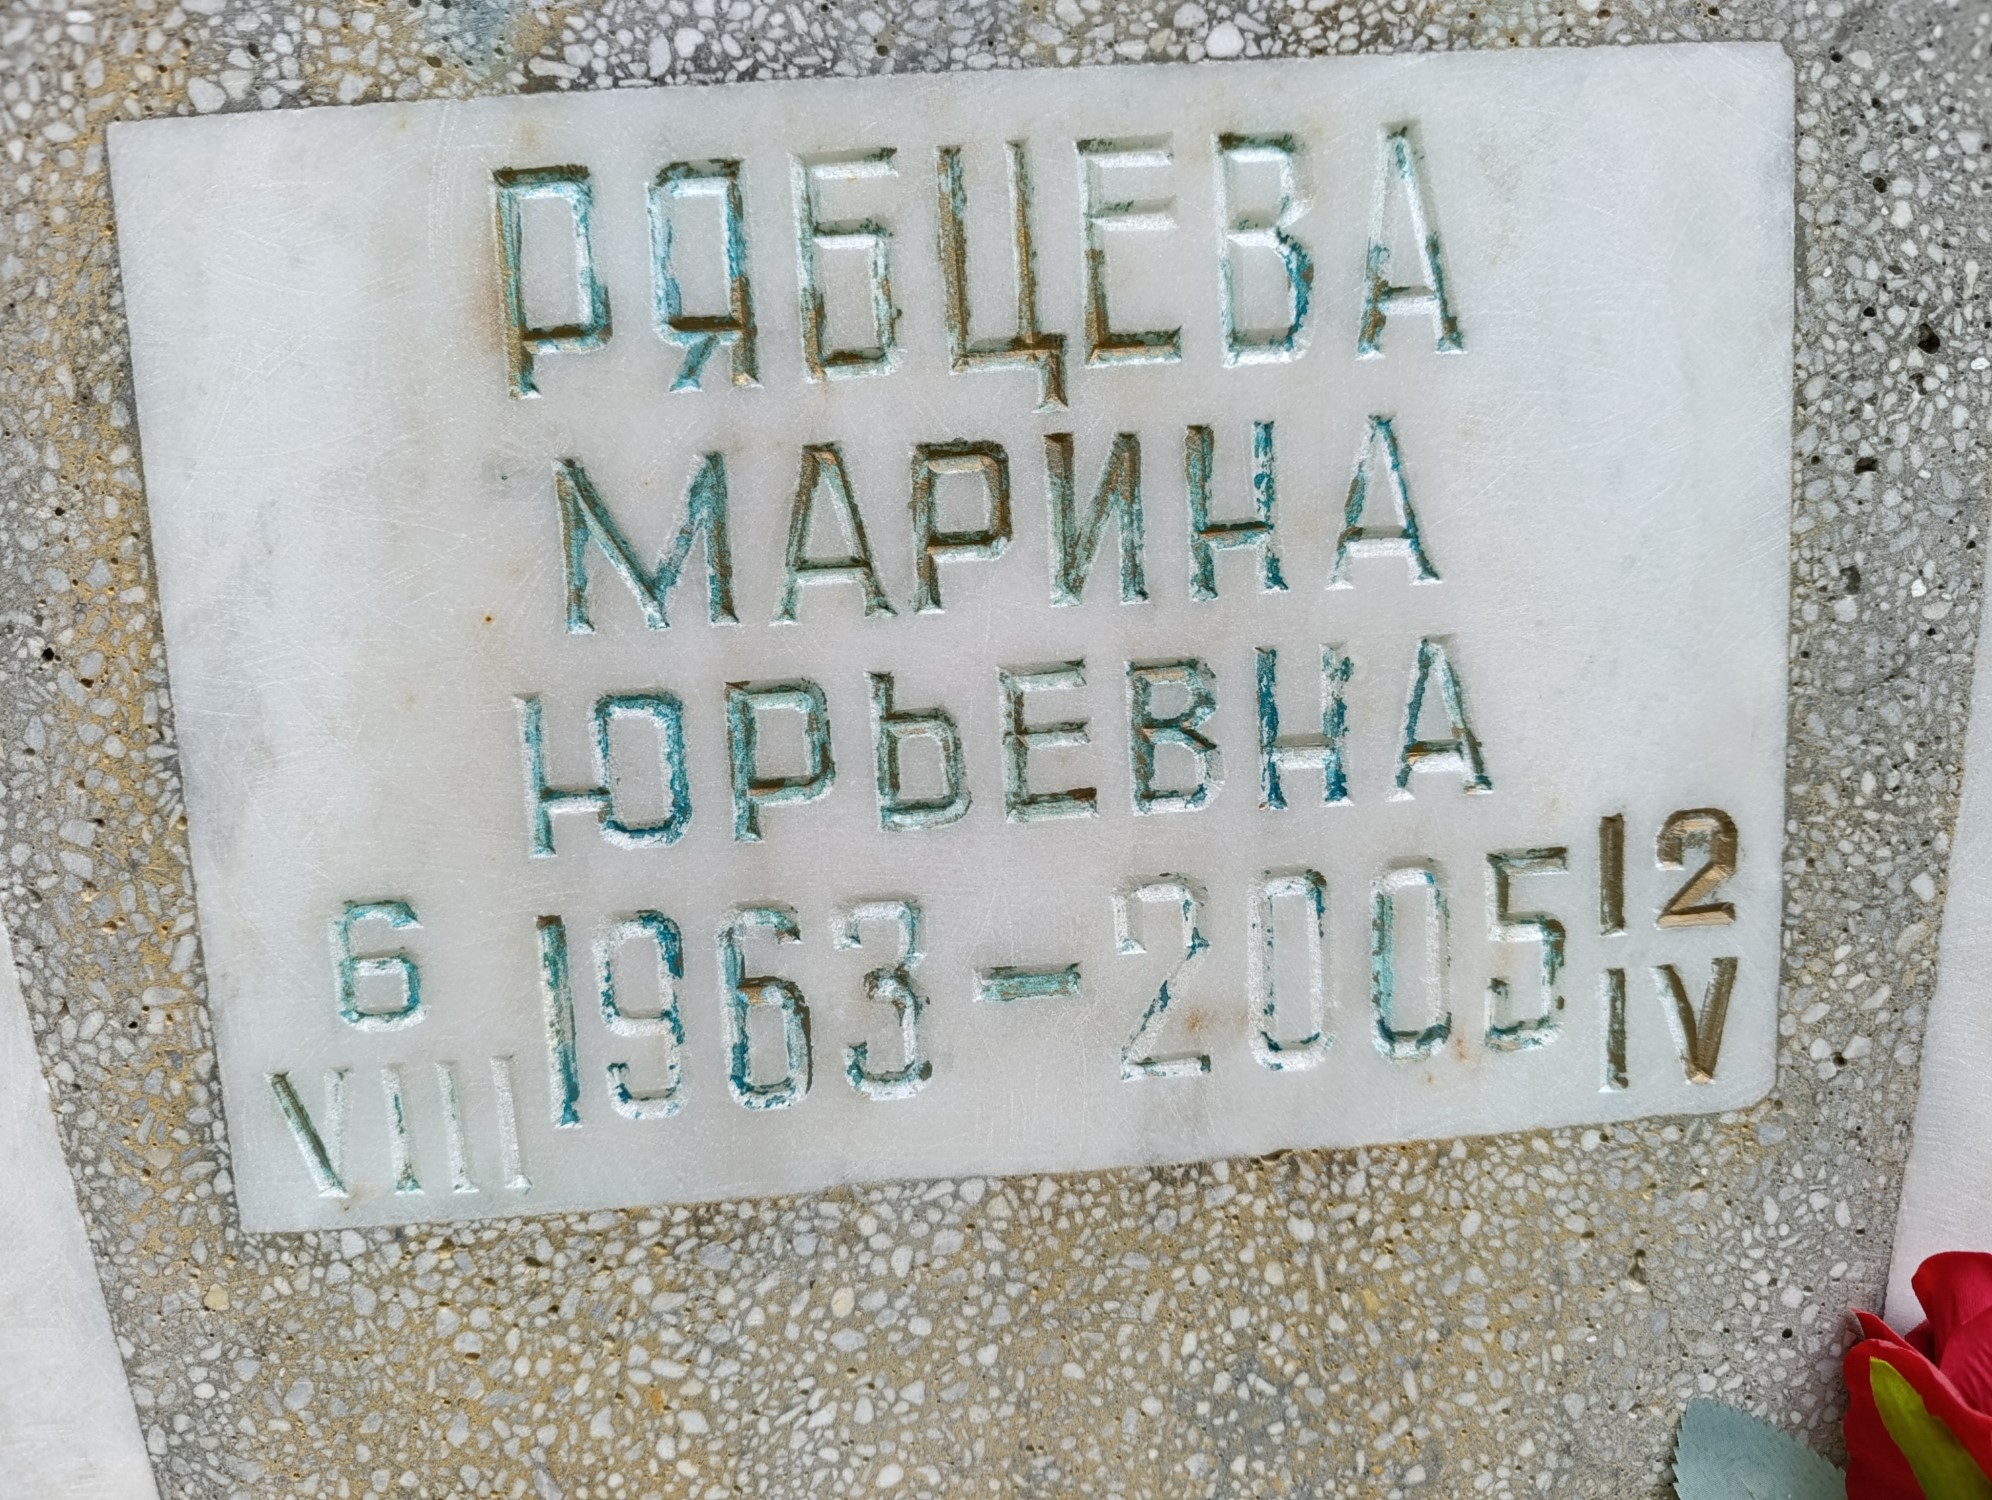 РЯБЦЕВА
МАРИНА
ЮРЬЕВНА
6 VIII 1963 - 2005 12 IV